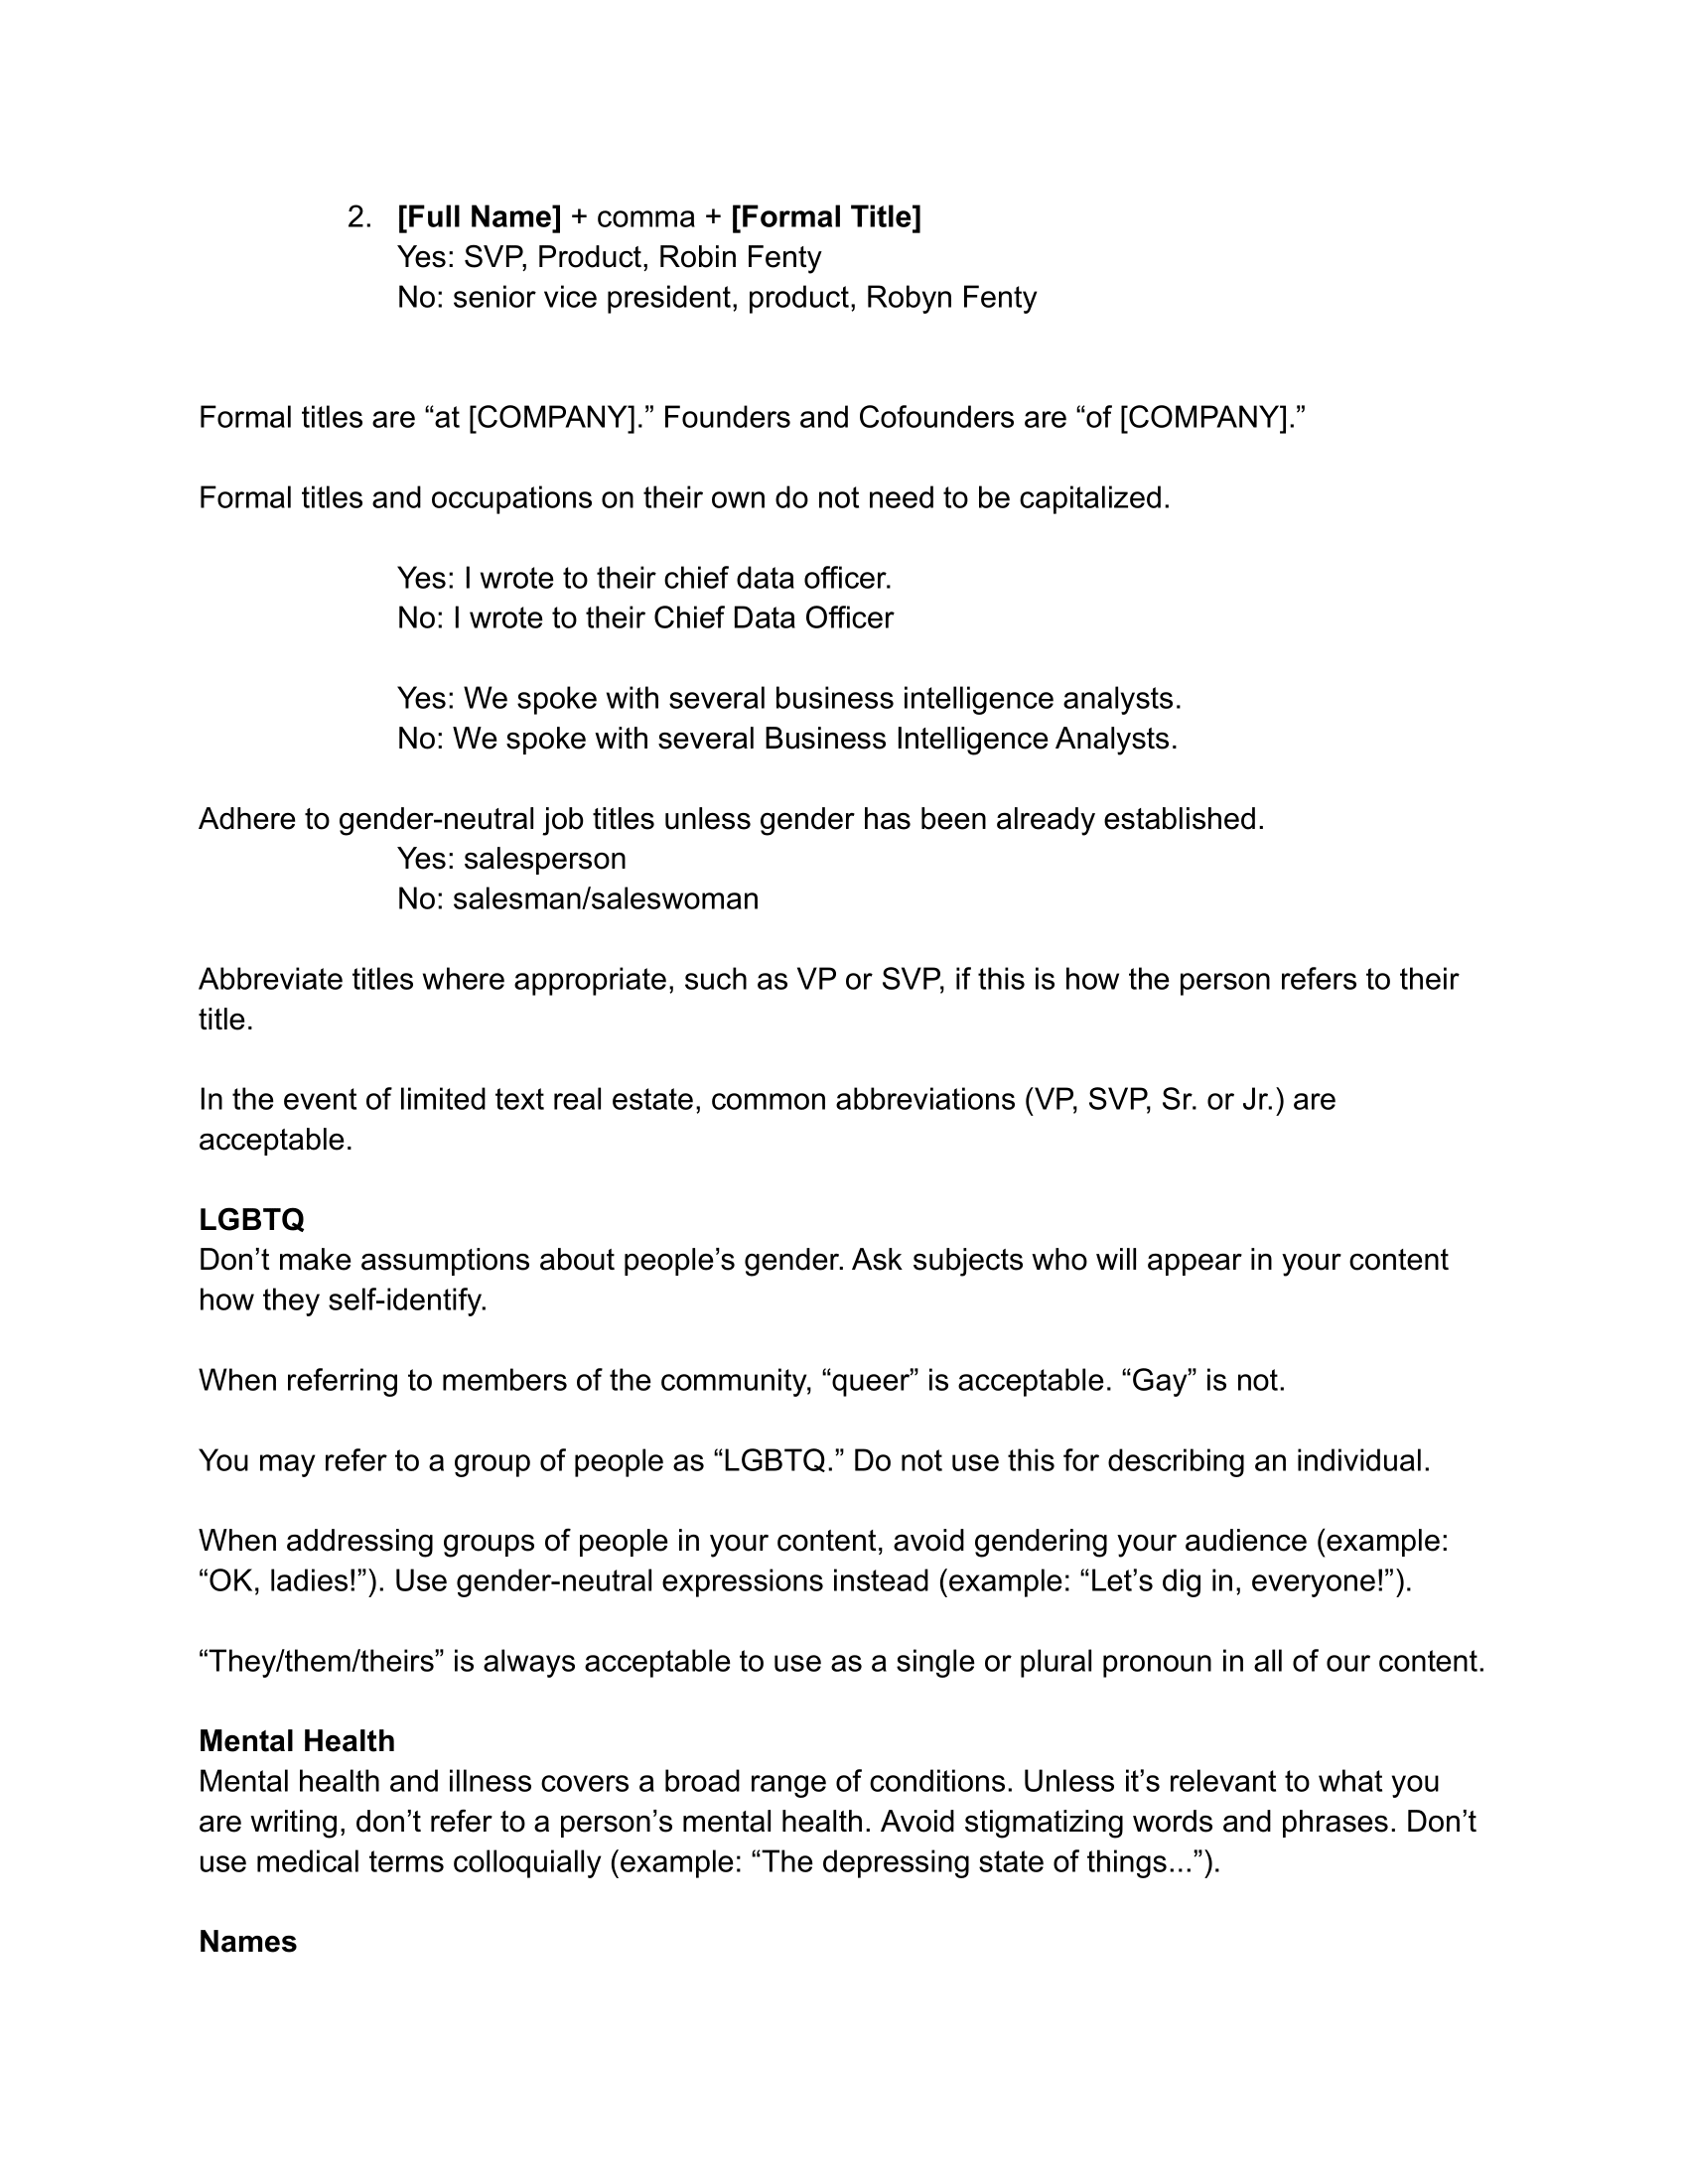 2. [Full Name] + comma + [Formal Title]
Yes: SVP, Product, Robin Fenty
No: senior vice president, product, Robyn Fenty
Formal titles are “at [COMPANY].” Founders and Cofounders are “of [COMPANY].”
Formal titles and occupations on their own do not need to be capitalized.
Yes: I wrote to their chief data officer.
No: I wrote to their Chief Data Officer
Yes: We spoke with several business intelligence analysts.
No: We spoke with several Business Intelligence Analysts.
Adhere to gender-neutral job titles unless gender has been already established.
Yes: salesperson
No: salesman/saleswoman
Abbreviate titles where appropriate, such as VP or SVP, if this is how the person refers to their
title.
In the event of limited text real estate, common abbreviations (VP, SVP, Sr. or Jr.) are
acceptable.
LGBTQ
Don’t make assumptions about people’s gender. Ask subjects who will appear in your content
how they self-identify.
When referring to members of the community, “queer” is acceptable. “Gay” is not.
You may refer to a group of people as “LGBTQ.” Do not use this for describing an individual.
When addressing groups of people in your content, avoid gendering your audience (example:
“OK, ladies!”). Use gender-neutral expressions instead (example: “Let’s dig in, everyone!”).
“They/them/theirs” is always acceptable to use as a single or plural pronoun in all of our content.
Mental Health
Mental health and illness covers a broad range of conditions. Unless it’s relevant to what you
are writing, don’t refer to a person’s mental health. Avoid stigmatizing words and phrases. Don’t
use medical terms colloquially (example: “The depressing state of things...”).
Names